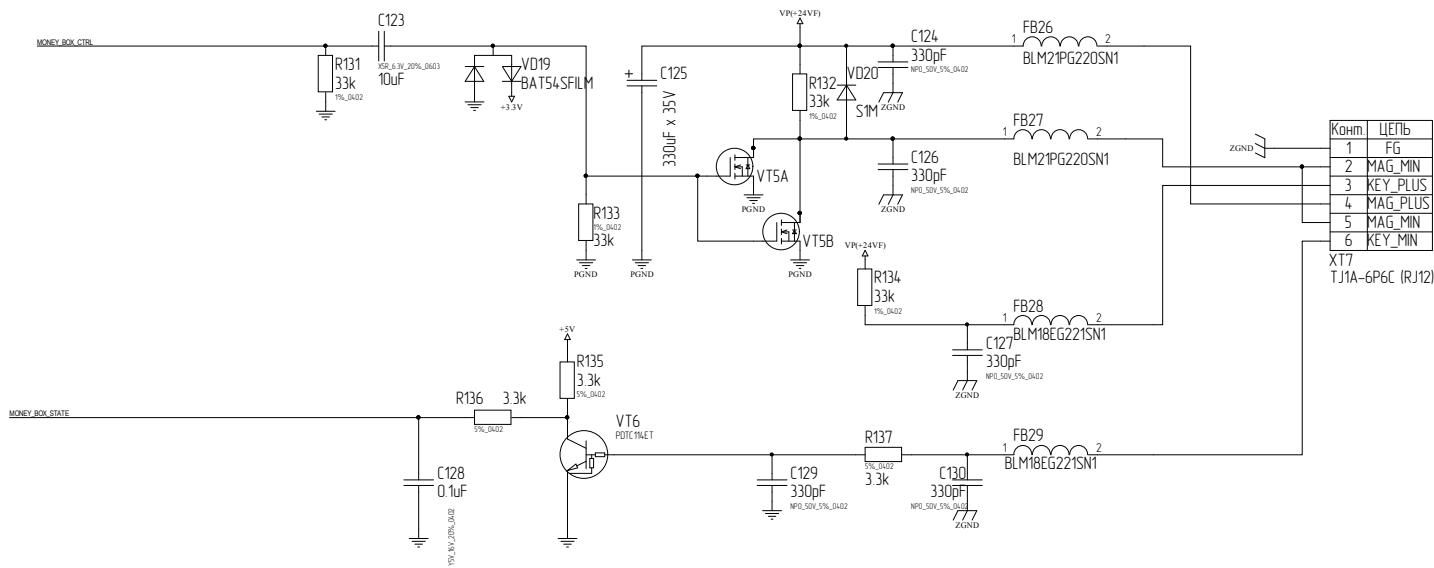 MONEY_BOX_CTRL
R131
33k
1%_0402
C123
X5R_6.3V_20%_0603
10uF
VD19
BAT54SFILM
+3.3V
R133
1%_0402
33k
PGND
+
C125
330uF x 35V
PGND
VP(+24VF)
R132
33k
1%_0402
VD20
S1M
C124
330pF
NP0_50V_5%_0402
ZGND
1
FB26
2
BLM21PG220SN1
VT5A
PGND
VT5B
PGND
C126
330pF
NP0_50V_5%_0402
ZGND
1
FB27
2
BLM21PG220SN1
VP(+24VF)
R134
33k
1%_0402
C127
330pF
NP0_50V_5%_0402
ZGND
1
FB28
2
BLM18EG221SN1
ZGND
Конт. ЦЕПЬ
1 FG
2 MAG_MIN
3 KEY_PLUS
4 MAG_PLUS
5 MAG_MIN
6 KEY_MIN
XT7
TJ1A-6P6C (RJ12)
MONEY_BOX_STATE
+5V
R135
3.3k
5%_0402
R136 3.3k
5%_0402
C128
0.1uF
Y5V_16V_20%_0402
VT6
PDTC114ET
C129
330pF
NP0_50V_5%_0402
R137
5%_0402
3.3k
C130
330pF
NP0_50V_5%_0402
ZGND
1
FB29
2
BLM18EG221SN1